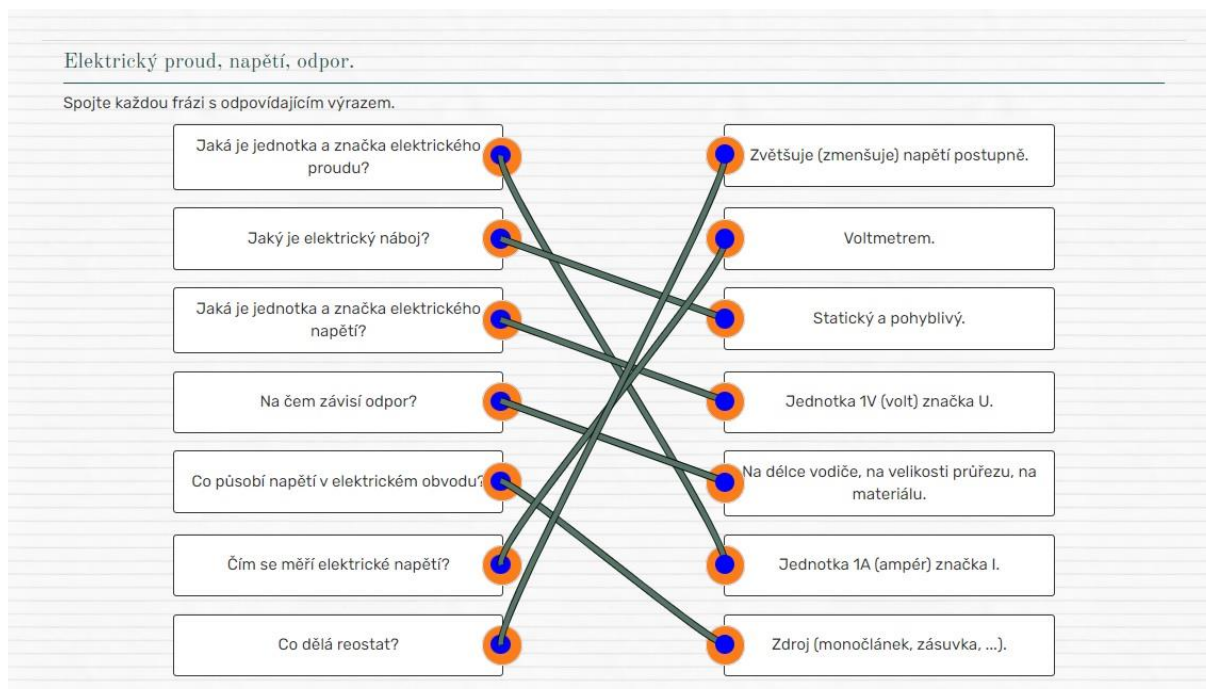 Elektrický proud, napětí, odpor.
Spojte každou frázi s odpovídajícím výrazem.
Jaká je jednotka a značka elektrického
proudu?
Zvětšuje (zmenšuje) napětí postupně.
Jaký je elektrický náboj?
Voltmetrem.
Jaká je jednotka a značka elektrického
napětí?
Statický a pohyblivý.
Na čem závisí odpor?
Jednotka 1V (volt) značka U.
Co působí napětí v elektrickém obvodu?
Na délce vodiče, na velikosti průřezu, na
materiálu.
Čím se měří elektrické napětí?
Jednotka 1A (ampér) značka I.
Co dělá reostat?
Zdroj (monočlánek, zásuvka, ...).